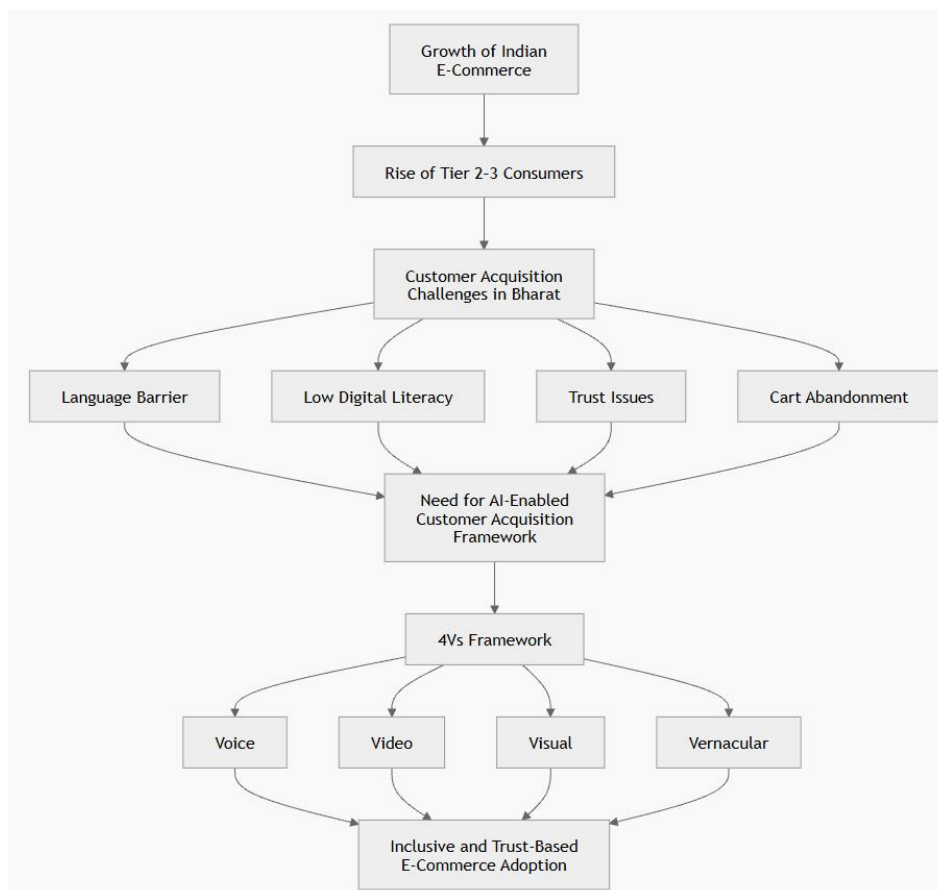 Growth of Indian
E-Commerce
Rise of Tier 2-3 Consumers
Customer Acquisition
Challenges in Bharat
Language Barrier
Low Digital Literacy
Trust Issues
Cart Abandonment
Need for AI-Enabled
Customer Acquisition
Framework
4Vs Framework
Voice
Video
Visual
Vernacular
Inclusive and Trust-Based
E-Commerce Adoption